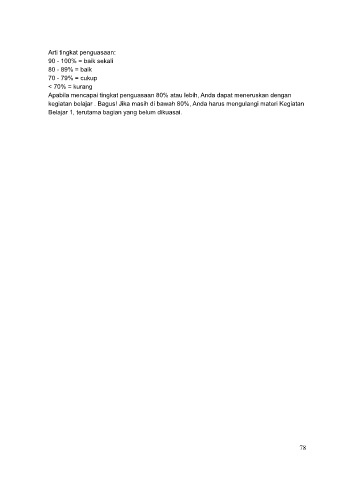 Arti tingkat penguasaan:
90 - 100% = baik sekali
80 - 89% = baik
70 - 79% = cukup
< 70% = kurang
Apabila mencapai tingkat penguasaan 80% atau lebih, Anda dapat meneruskan dengan
kegiatan belajar . Bagus! Jika masih di bawah 80%, Anda harus mengulangi materi Kegiatan
Belajar 1, terutama bagian yang belum dikuasai.
78